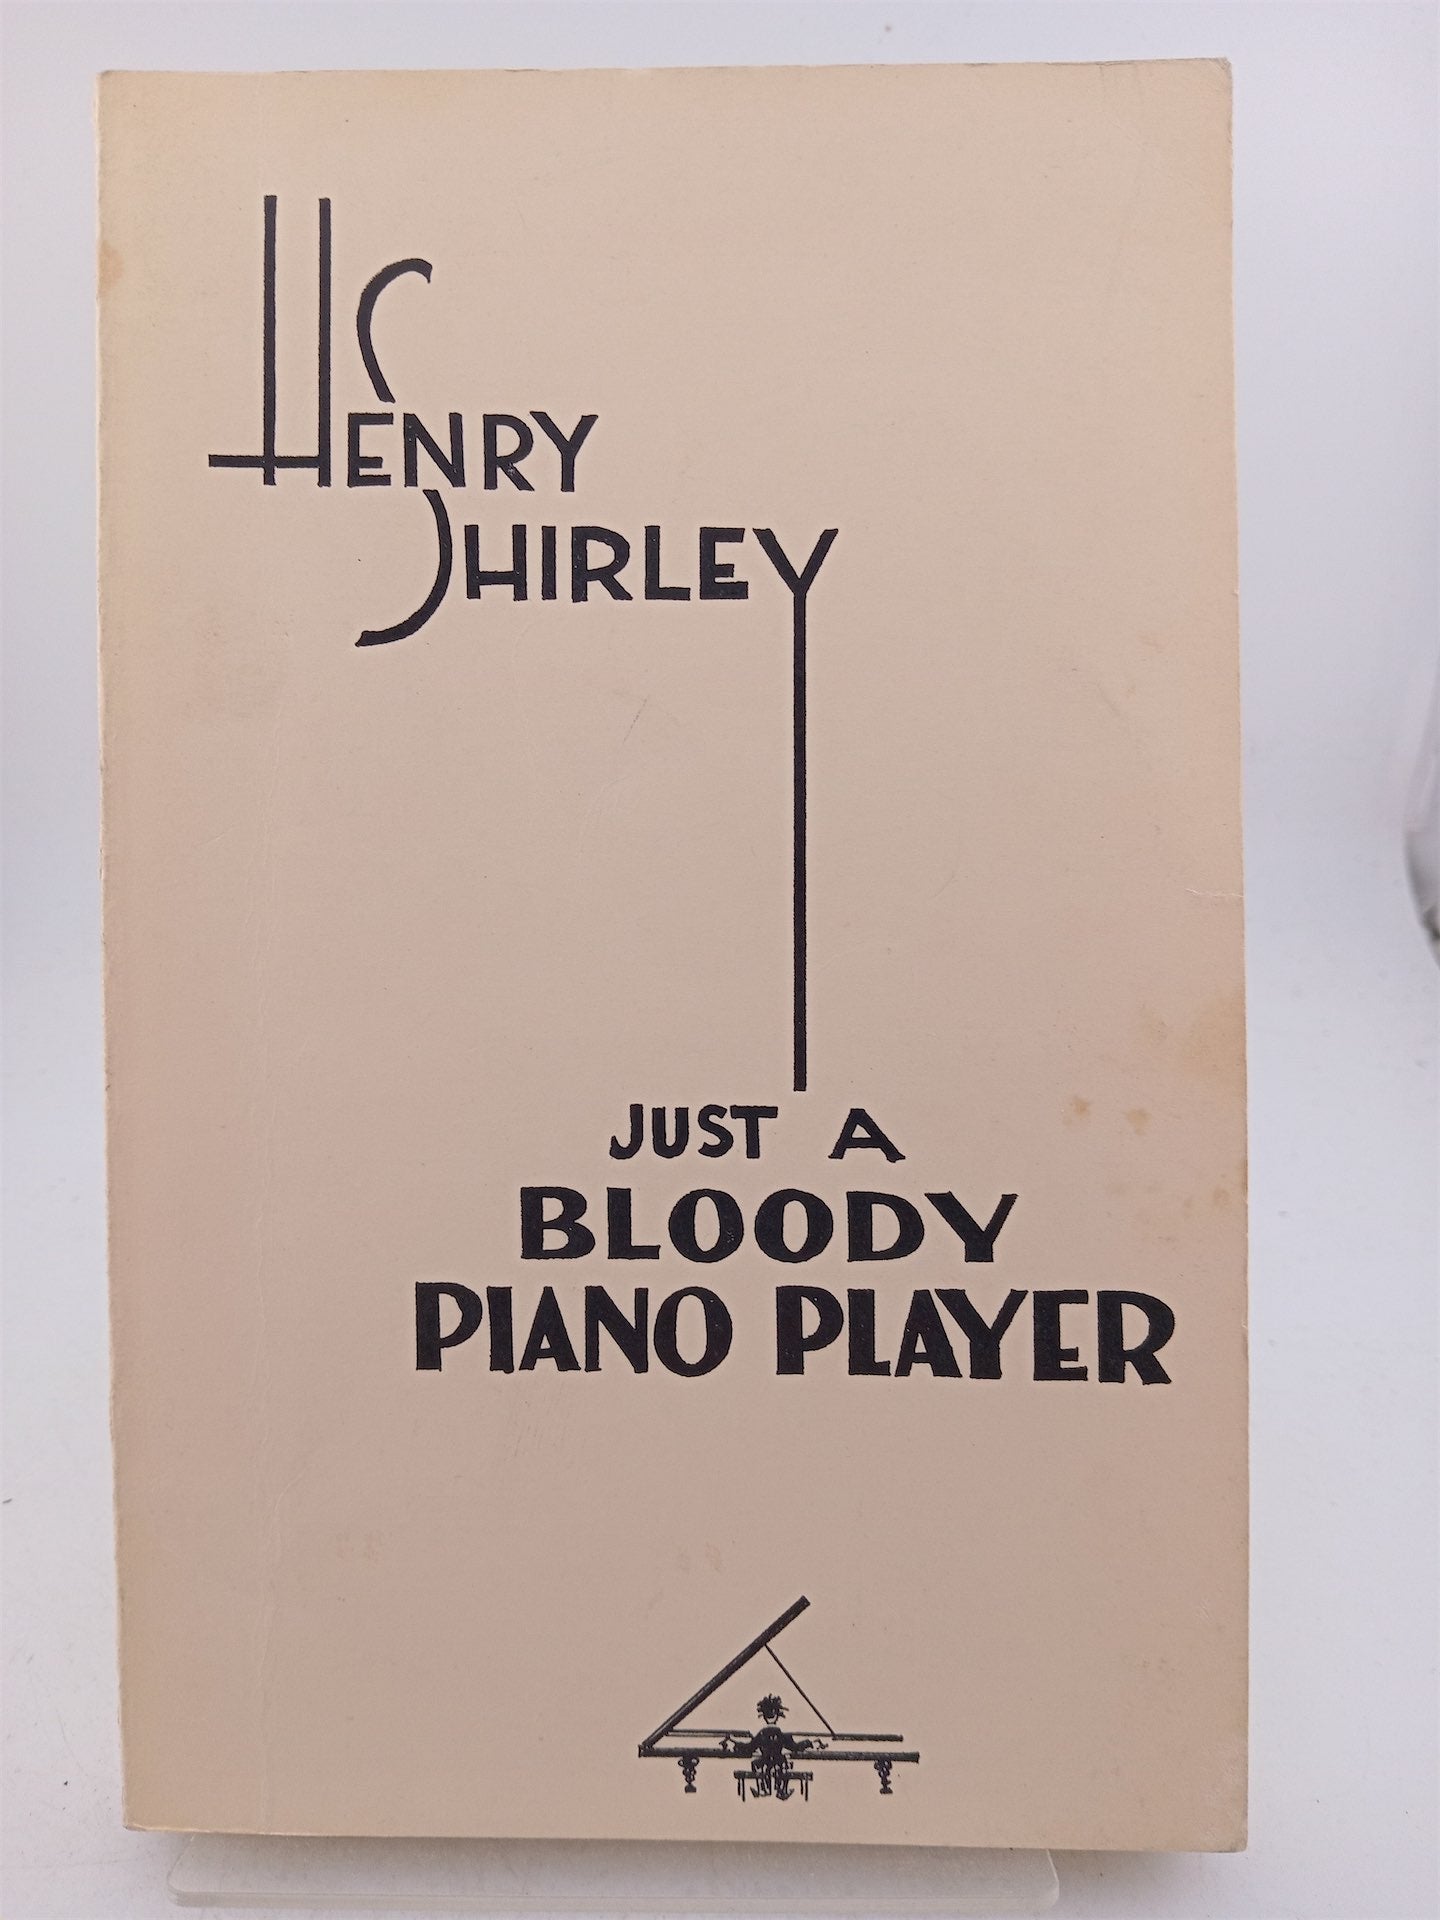 HENRY
SHIRLEY
JUST A
BLOODY
PIANO PLAYER